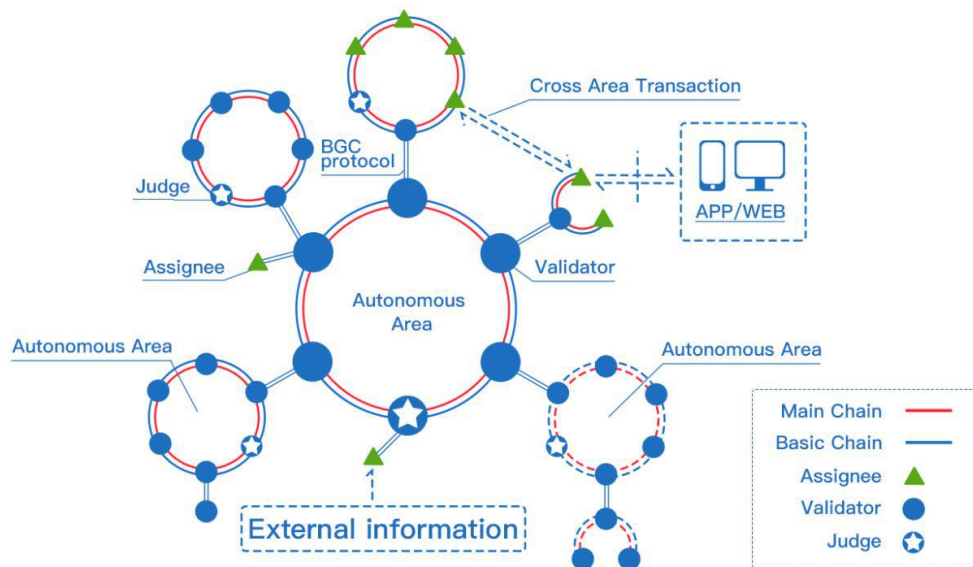 Cross Area Transaction
BGC
protocol
Judge
APP/WEB
Assignee
Validator
Autonomous
Area
Autonomous Area
Autonomous Area
External information
Main Chain
Basic Chain
Assignee
Validator
Judge